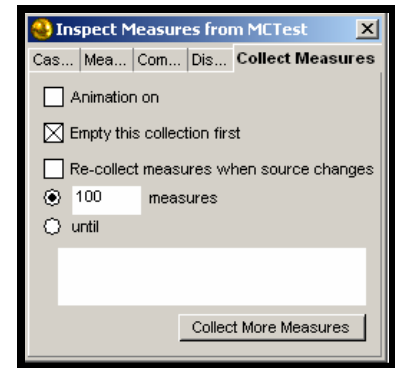 Inspect Measures from MCTest
Cas... Mea... Com... Dis... Collect Measures
Animation on
Empty this collection first
Re-collect measures when source changes
100 measures
until
Collect More Measures